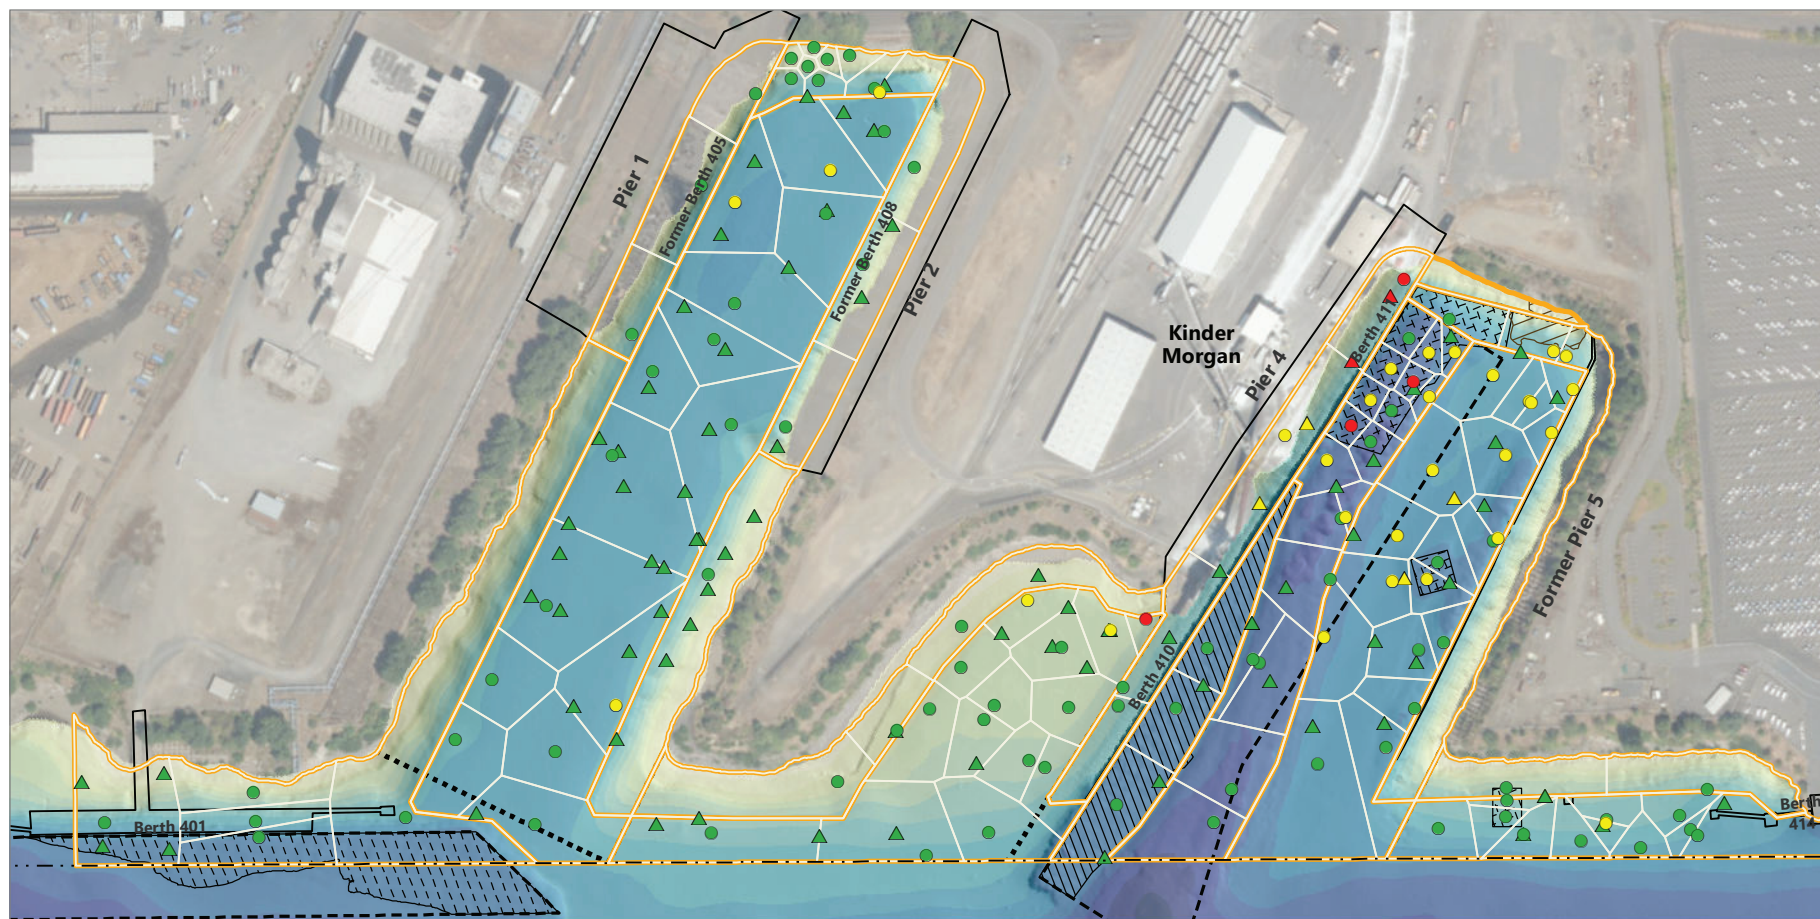 Pier 1
Former Berth 405
Former Berth 408
Pier 2
Kinder
Morgan
Pier 4
Berth 411
Former Pier 5
Berth 410
Berth 401
Berth
414